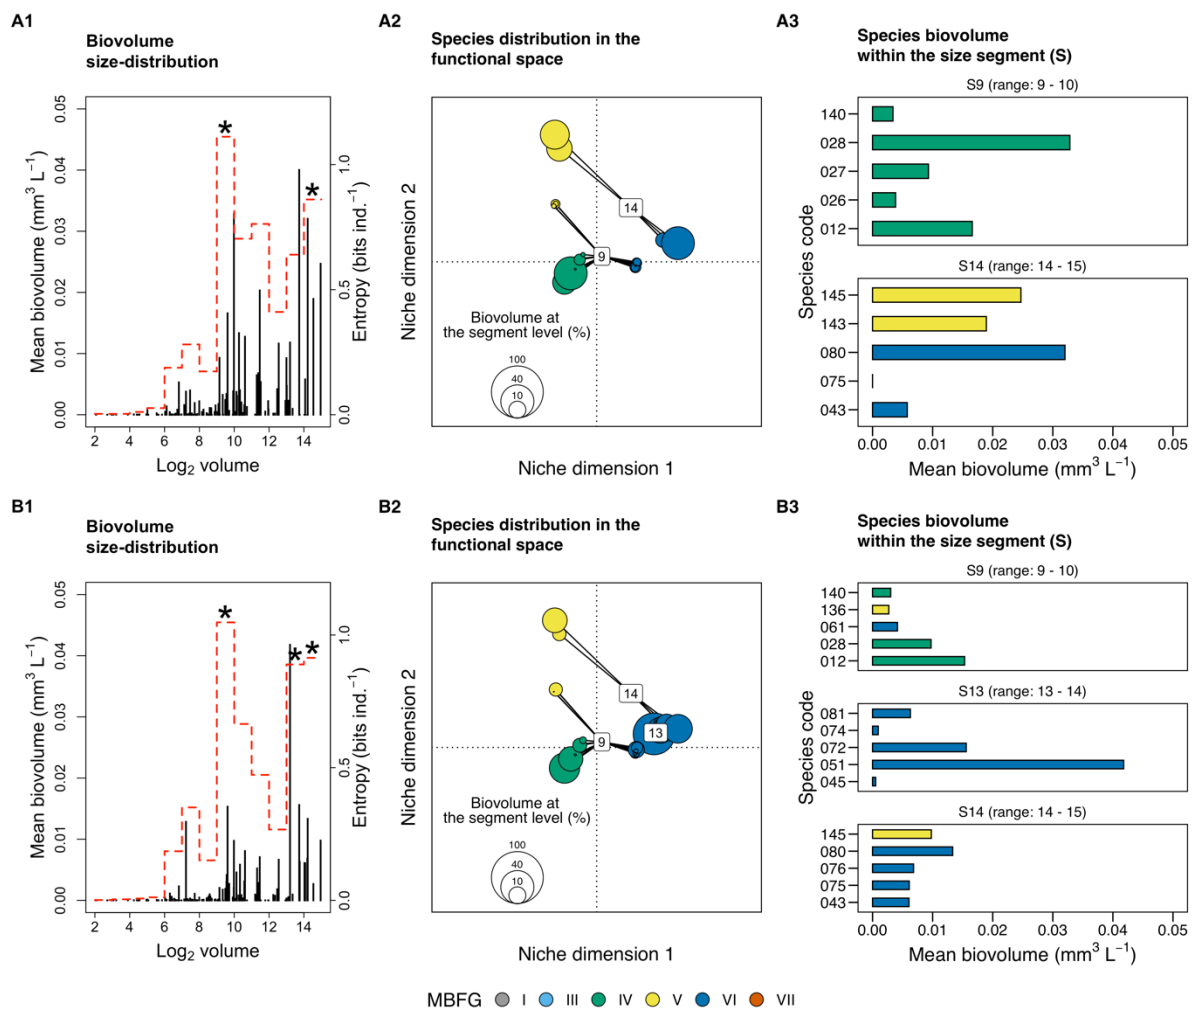 A1
Biovolume
size-distribution
Mean biovolume (mm³ L⁻¹)
0.00 0.01 0.02 0.03 0.04 0.05
*
*
0.0 0.5 1.0
Entropy (bits ind.⁻¹)
2 4 6 8 10 12 14
Log₂ volume
A2
Species distribution in the
functional space
Niche dimension 2
14
9
Biovolume at
the segment level (%)
100
40
10
Niche dimension 1
A3
Species biovolume
within the size segment (S)
S9 (range: 9 - 10)
Species code
140
028
027
026
012
S14 (range: 14 - 15)
145
143
080
075
043
0.00 0.01 0.02 0.03 0.04 0.05
Mean biovolume (mm³ L⁻¹)
B1
Biovolume
size-distribution
Mean biovolume (mm³ L⁻¹)
0.00 0.01 0.02 0.03 0.04 0.05
*
* *
0.0 0.5 1.0
Entropy (bits ind.⁻¹)
2 4 6 8 10 12 14
Log₂ volume
B2
Species distribution in the
functional space
Niche dimension 2
14
13
9
Biovolume at
the segment level (%)
100
40
10
Niche dimension 1
B3
Species biovolume
within the size segment (S)
S9 (range: 9 - 10)
Species code
140
136
061
028
012
S13 (range: 13 - 14)
081
074
072
051
045
S14 (range: 14 - 15)
145
080
076
075
043
0.00 0.01 0.02 0.03 0.04 0.05
Mean biovolume (mm³ L⁻¹)
MBFG I III IV V VI VII